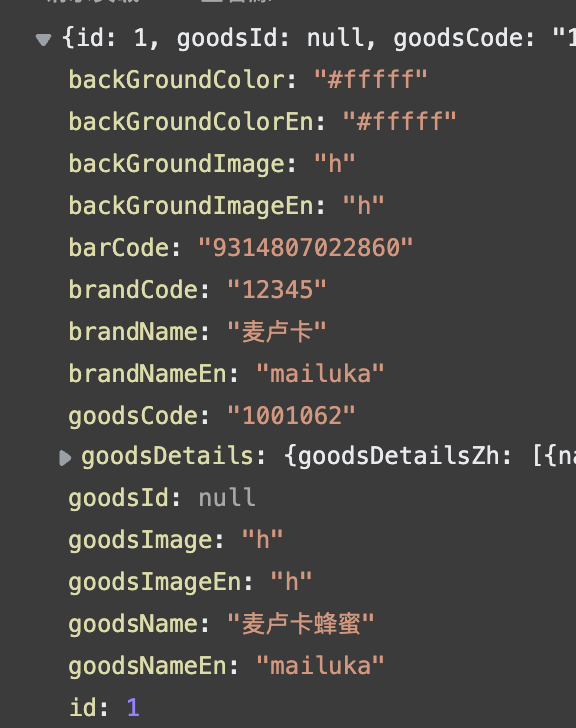 {id: 1, goodsId: null, goodsCode: "1
backGroundColor: "#fffff"
backGroundColorEn: "#fffff"
backGroundImage: "h"
backGroundImageEn: "h"
barCode: "9314807022860"
brandCode: "12345"
brandName: "麦卢卡"
brandNameEn: "mailuka"
goodsCode: "1001062"
goodsDetails: {goodsDetailsZh: [{na
goodsId: null
goodsImage: "h"
goodsImageEn: "h"
goodsName: "麦卢卡蜂蜜"
goodsNameEn: "mailuka"
id: 1